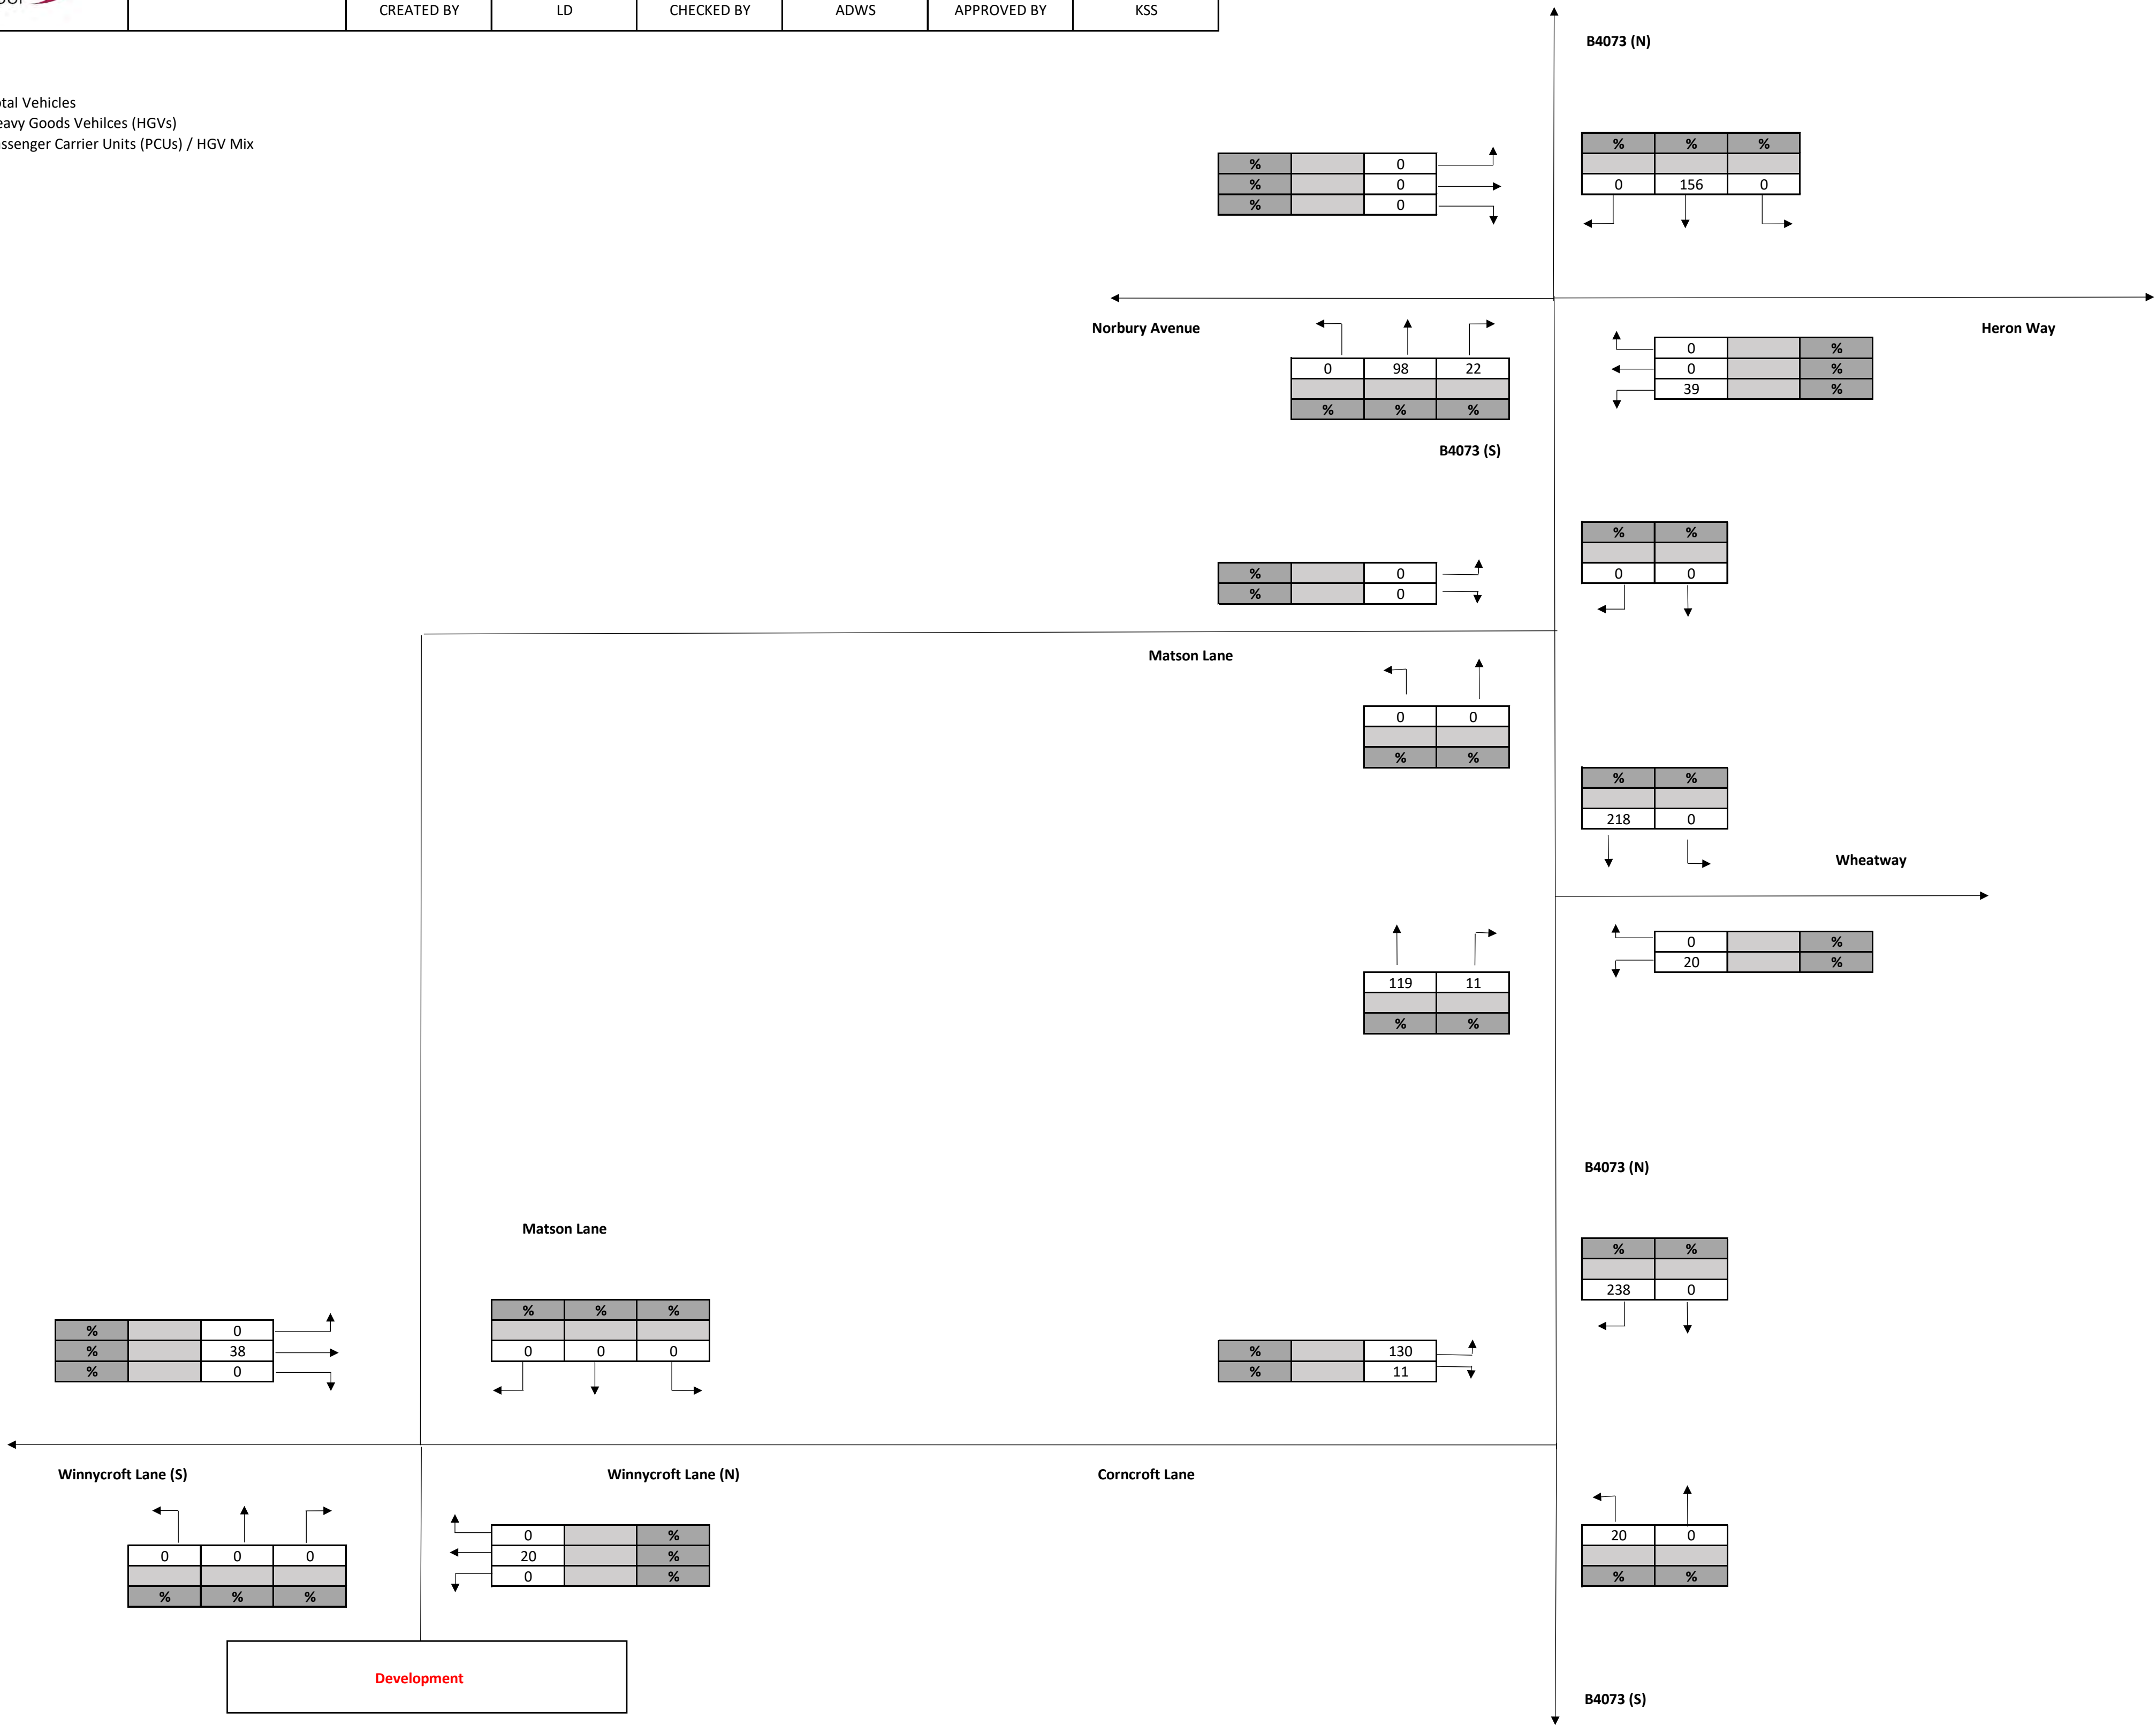 CREATED BY LD CHECKED BY ADWS APPROVED BY KSS
B4073 (N)
Vehicles
Goods Vehilces (HGVs)
Carrier Units (PCUs) / HGV Mix
% 0
% 0
% 0
% % %
0 156 0
Norbury Avenue
Heron Way
0 98 22
% % %
0 %
0 %
39 %
B4073 (S)
% 0
% 0
% %
0 0
Matson Lane
0 0
% %
% %
218 0
Wheatway
119 11
% %
0 %
20 %
B4073 (N)
Matson Lane
% %
238 0
% 0
% 38
% 0
% % %
0 0 0
% 130
% 11
Winnycroft Lane (S)
Winnycroft Lane (N)
Corncroft Lane
0 0 0
% % %
0 %
20 %
0 %
20 0
% %
Development
B4073 (S)